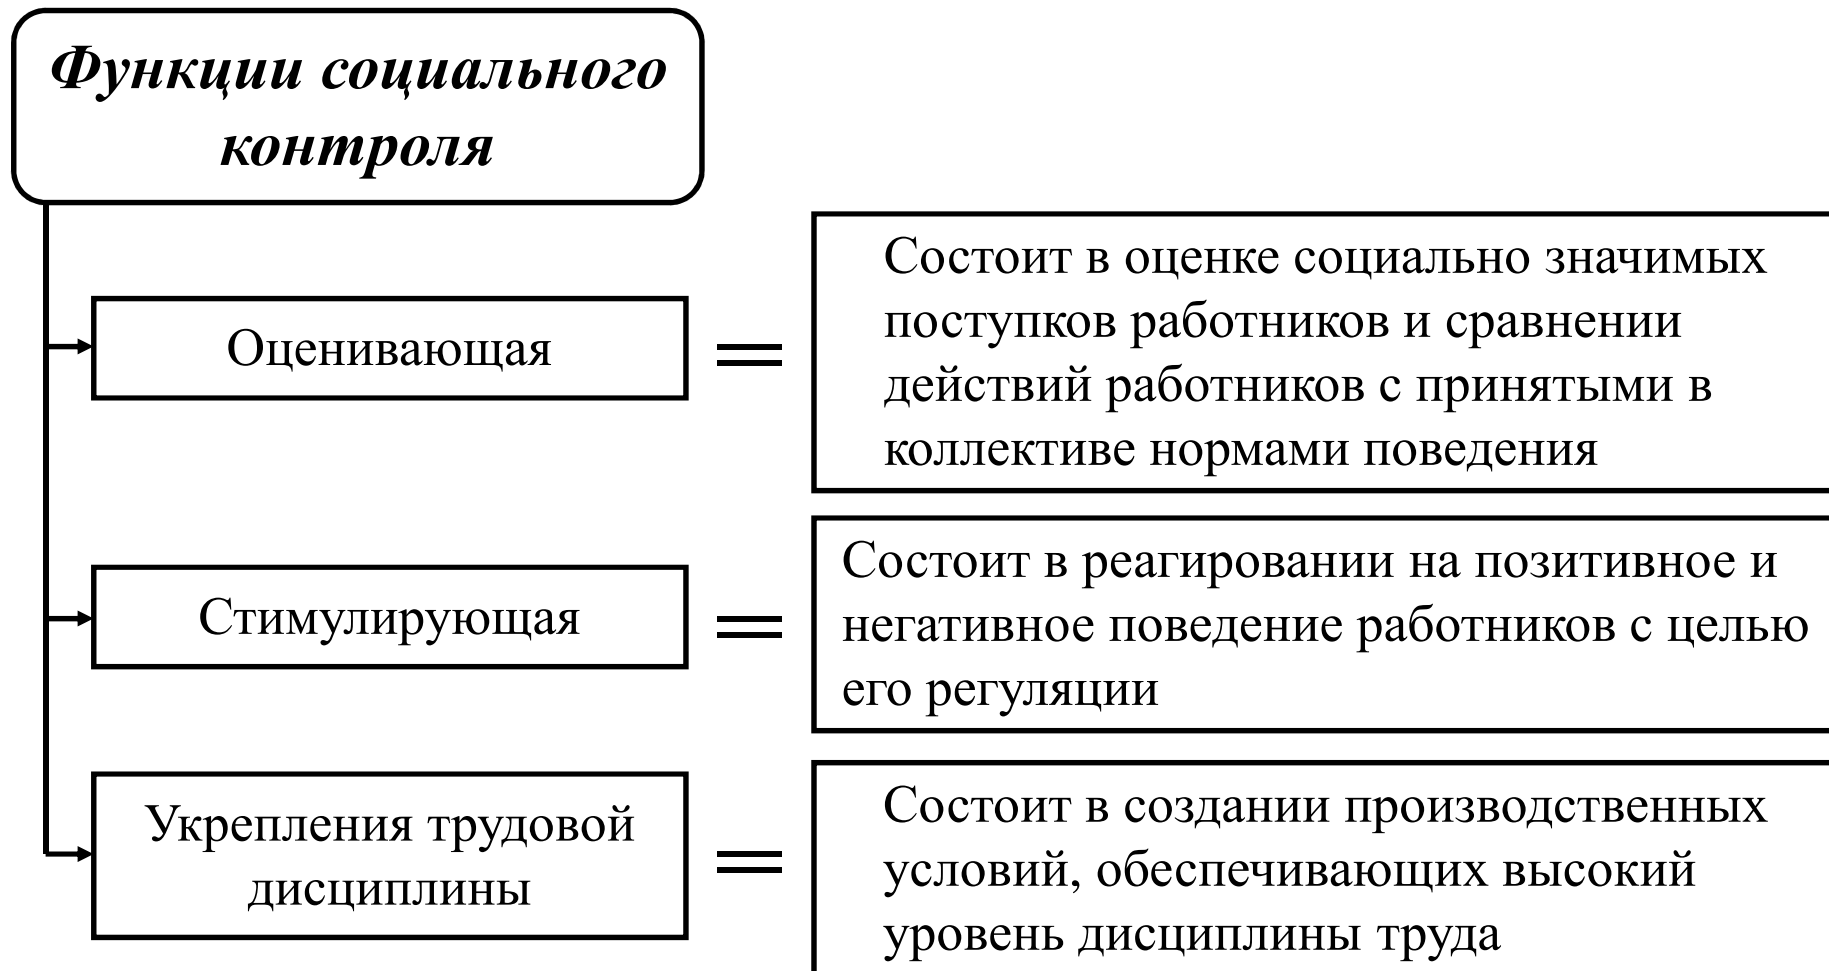 Функции социального
контроля
Оценивающая
Состоит в оценке социально значимых
поступков работников и сравнении
действий работников с принятыми в
коллективе нормами поведения
Стимулирующая
Состоит в реагировании на позитивное и
негативное поведение работников с целью
его регуляции
Укрепления трудовой
дисциплины
Состоит в создании производственных
условий, обеспечивающих высокий
уровень дисциплины труда